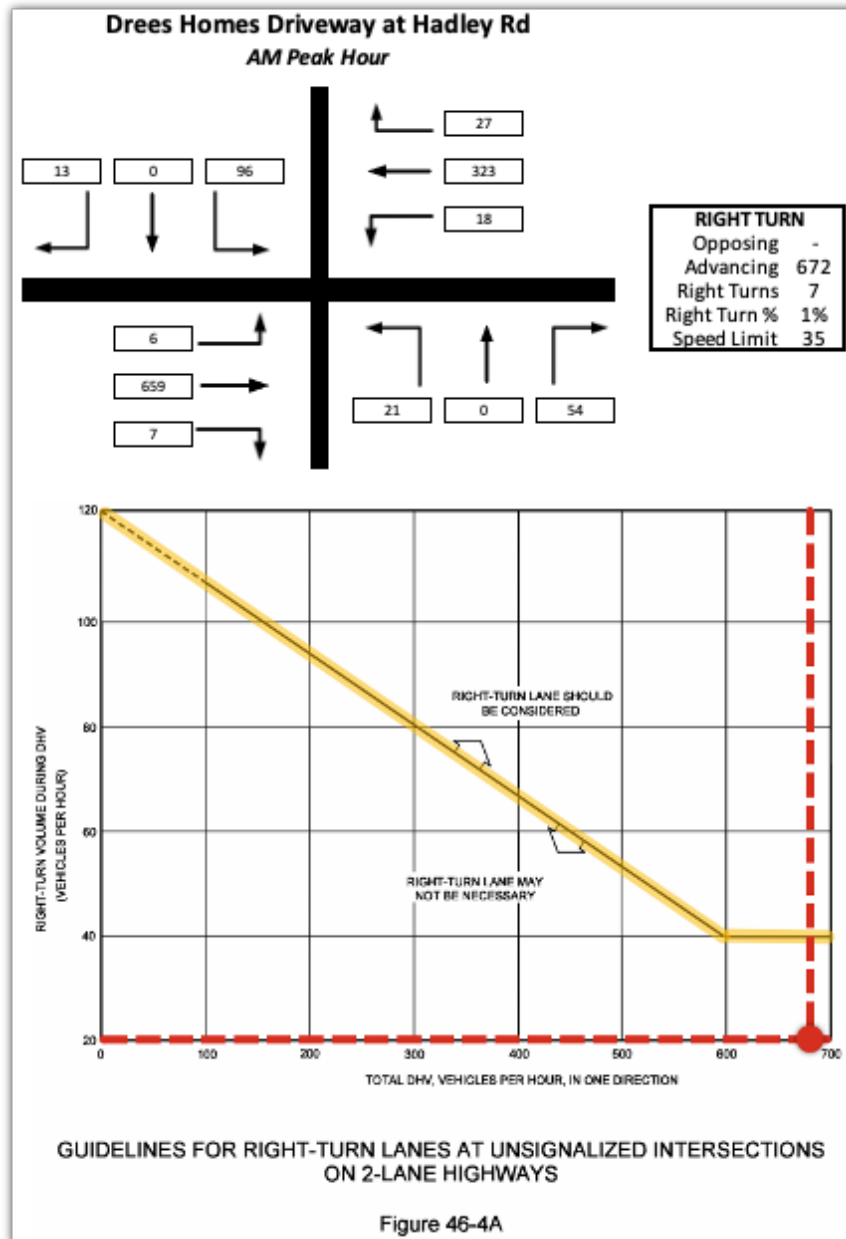 Drees Homes Driveway at Hadley Rd
AM Peak Hour
27
13 0 96
323
18
RIGHT TURN
Opposing -
Advancing 672
Right Turns 7
Right Turn % 1%
Speed Limit 35
6
659
21 0 54
7
120
100
80
60
40
20
RIGHT-TURN VOLUME DURING DHV
(VEHICLES PER HOUR)
RIGHT-TURN LANE SHOULD
BE CONSIDERED
RIGHT-TURN LANE MAY
NOT BE NECESSARY
0 100 200 300 400 500 600 700
TOTAL DHV, VEHICLES PER HOUR, IN ONE DIRECTION
GUIDELINES FOR RIGHT-TURN LANES AT UNSIGNALIZED INTERSECTIONS
ON 2-LANE HIGHWAYS
Figure 46-4A